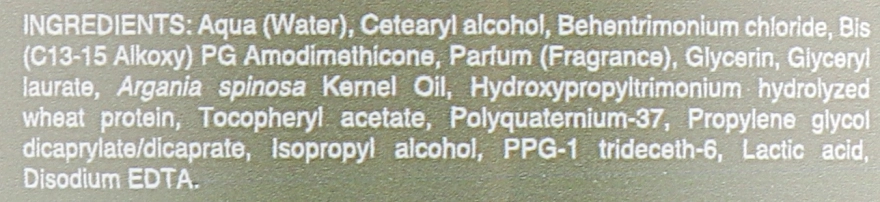 INGREDIENTS: Aqua (Water), Cetearyl alcohol, Behentrimonium chloride, Bis
(C13-15 Alkoxy) PG Amodimethicone, Parfum (Fragrance), Glycerin, Glyceryl
laurate, Argania spinosa Kernel Oil, Hydroxypropyltrimonium hydrolyzed
wheat protein, Tocopheryl acetate, Polyquaternium-37, Propylene glycol
dicaprylate/dicaprate, Isopropyl alcohol, PPG-1 trideceth-6, Lactic acid,
Disodium EDTA.